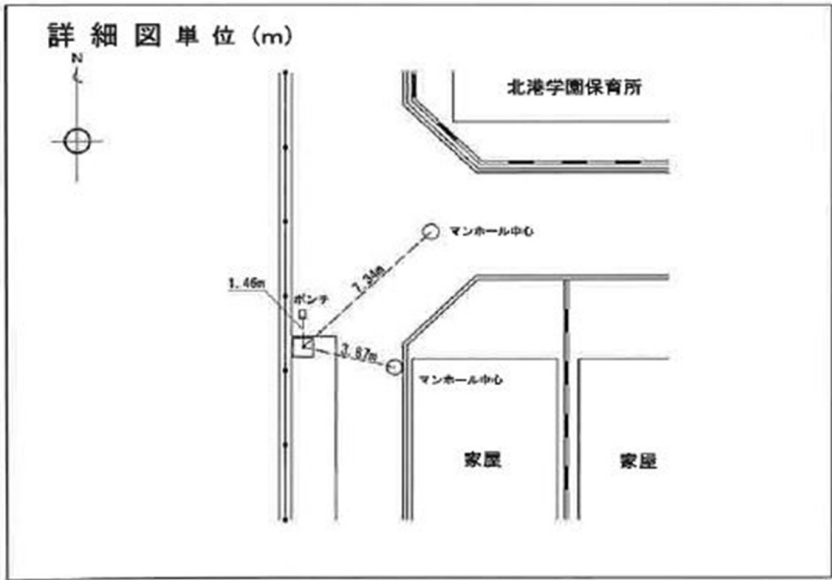 詳細図単位(m)
N
北港学園保育所
マンホール中心
7.34m
1.46m
ポンチ
3.87m
マンホール中心
家屋
家屋